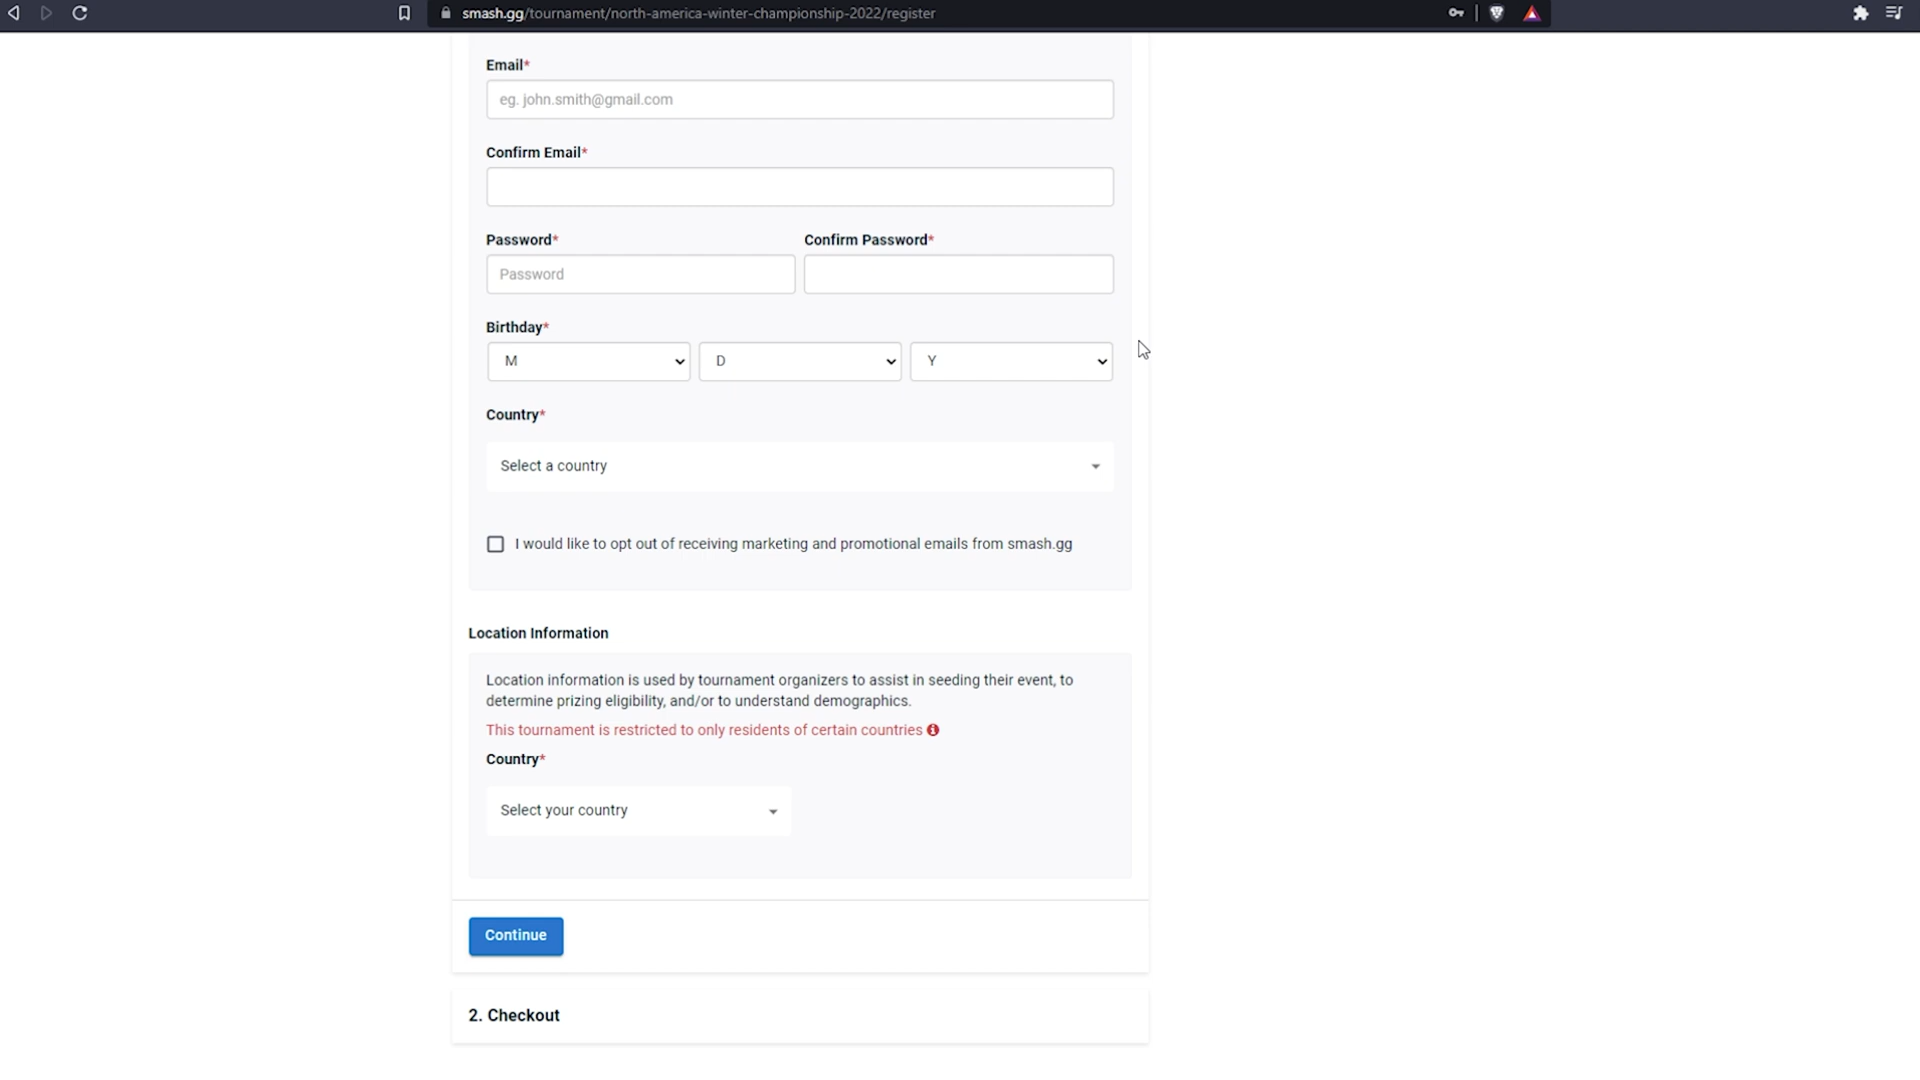 smash.gg/tournament/north-america-winter-championship-2022/register
Email*
eg. john.smith@gmail.com
Confirm Email*
Password* Confirm Password*
Password
Birthday*
M D Y
Country*
Select a country
I would like to opt out of receiving marketing and promotional emails from smash.gg
Location Information
Location information is used by tournament organizers to assist in seeding their event, to
determine prizing eligibility, and/or to understand demographics.
This tournament is restricted to only residents of certain countries
Country*
Select your country
Continue
2. Checkout